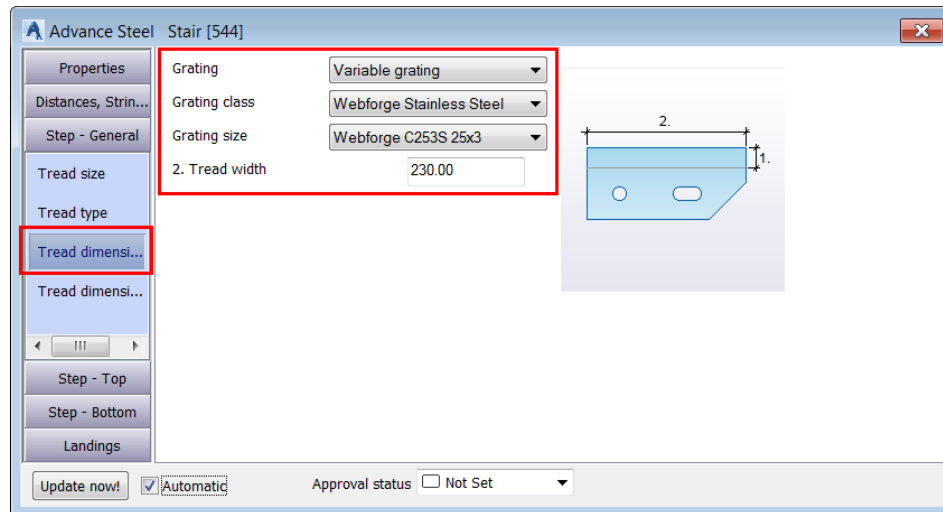 Advance Steel Stair [544]
Properties
Distances, Strin...
Step - General
Tread size
Tread type
Tread dimensi...
Tread dimensi...
Step - Top
Step - Bottom
Landings
Grating Variable grating
Grating class Webforge Stainless Steel
Grating size Webforge C253S 25x3
2. Tread width 230.00
2.
1.
Update now! Automatic Approval status Not Set